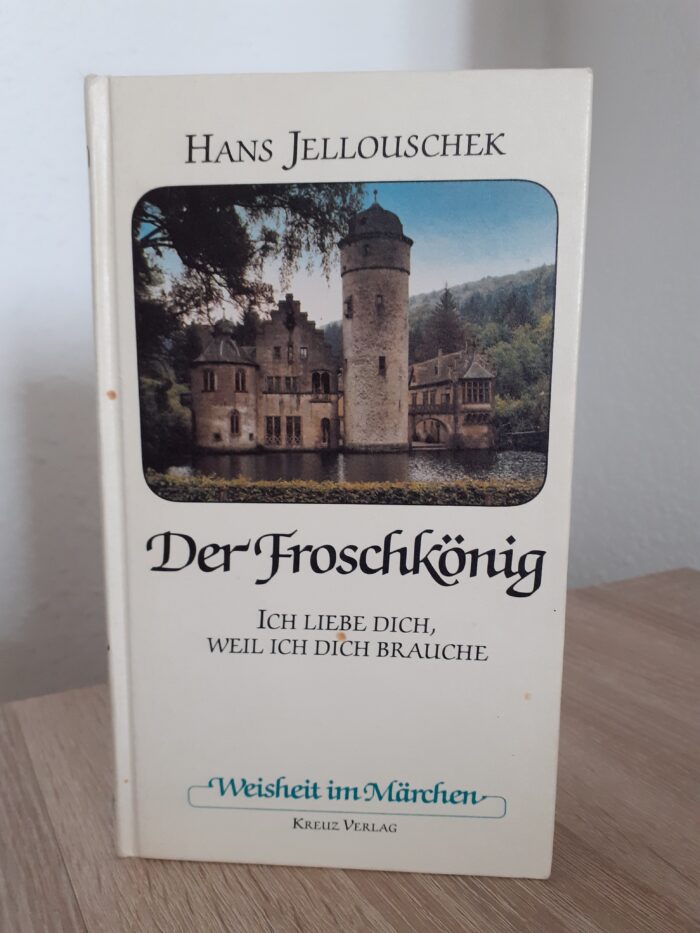 HANS JELLOUSCHEK
Der Froschkönig
ICH LIEBE DICH,
WEIL ICH DICH BRAUCHE
Weisheit im Märchen
KREUZ VERLAG